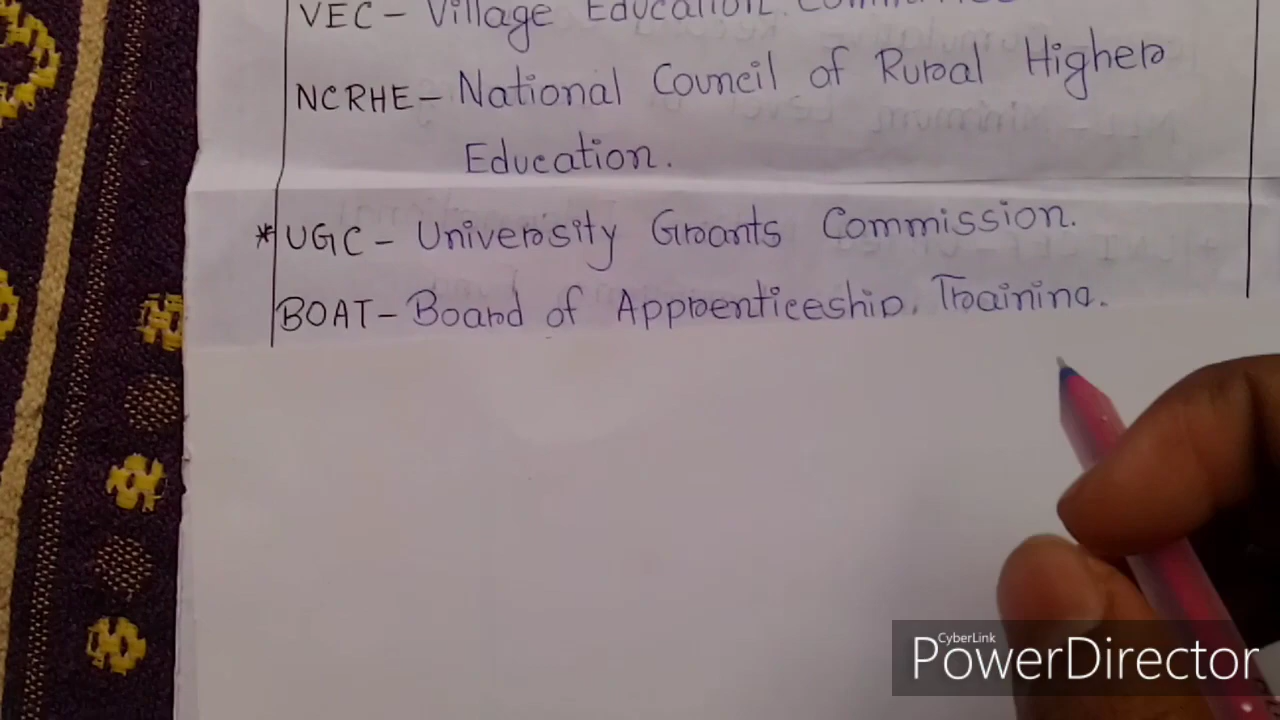 VEC - Village Education
NCRHE - National Council of Rural Higher
Education.
*UGC - University Grants Commission.
BOAT - Board of Apprenticeship. Training.
CyberLink
PowerDirector